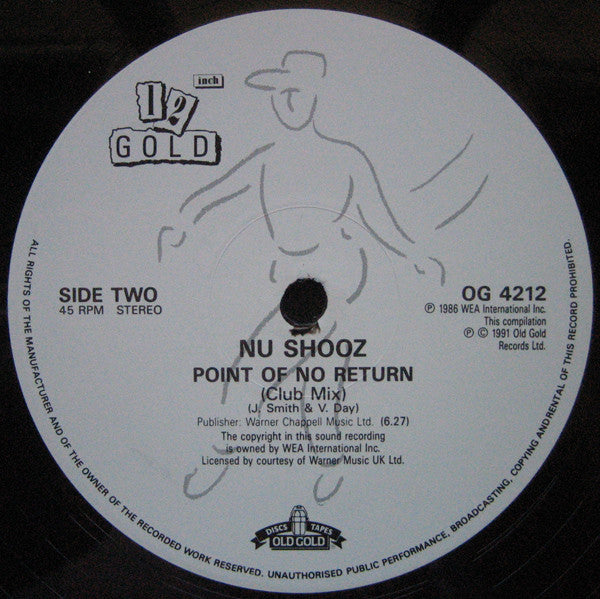 12 inch
GOLD
SIDE TWO
45 RPM STEREO
OG 4212
℗ 1986 WEA International Inc.
This compilation
℗ © 1991 Old Gold
Records Ltd.
NU SHOOZ
POINT OF NO RETURN
(Club Mix)
(J. Smith & V. Day)
Publisher: Warner Chappell Music Ltd. (6.27)
The copyright in this sound recording
is owned by WEA International Inc.
Licensed by courtesy of Warner Music UK Ltd.
DISCS TAPES
OLD GOLD
ALL RIGHTS OF THE MANUFACTURER AND OF THE OWNER OF THE RECORDED WORK RESERVED. UNAUTHORISED PUBLIC PERFORMANCE, BROADCASTING, COPYING ANDRENTAL OF THIS RECORD PROHIBITED.